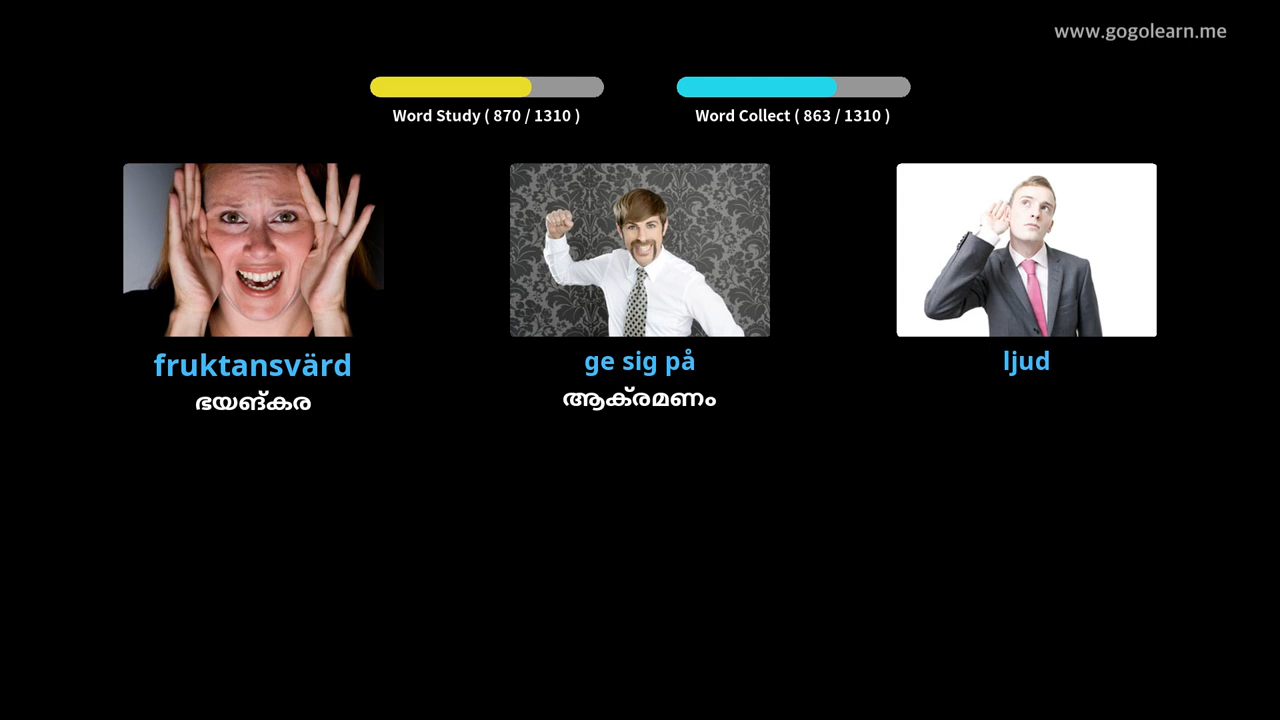 www.gogolearn.me
Word Study ( 870 / 1310 )
Word Collect ( 863 / 1310 )
fruktansvärd
ഭയങ്കര
ge sig på
ആക്രമണം
ljud